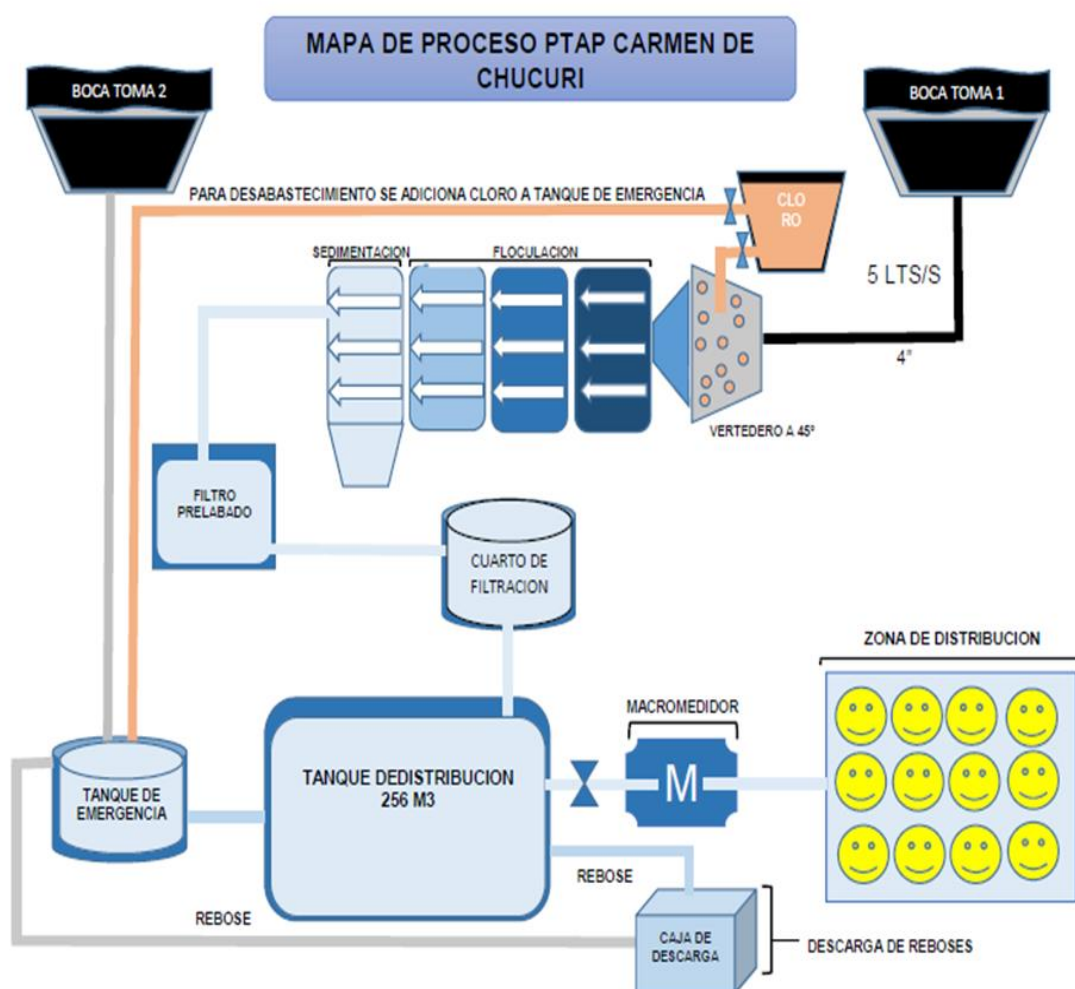 MAPA DE PROCESO PTAP CARMEN DE
CHUCURI
BOCA TOMA 2
BOCA TOMA 1
PARA DESABASTECIMIENTO SE ADICIONA CLORO A TANQUE DE EMERGENCIA
CLO
RO
SEDIMENTACION
FLOCULACION
5 LTS/S
4"
VERTEDERO A 45º
FILTRO
PRELABADO
CUARTO DE
FILTRACION
ZONA DE DISTRIBUCION
MACROMEDIDOR
M
TANQUE DEDISTRIBUCION
256 M3
TANQUE DE
EMERGENCIA
REBOSE
REBOSE
CAJA DE
DESCARGA
DESCARGA DE REBOSES